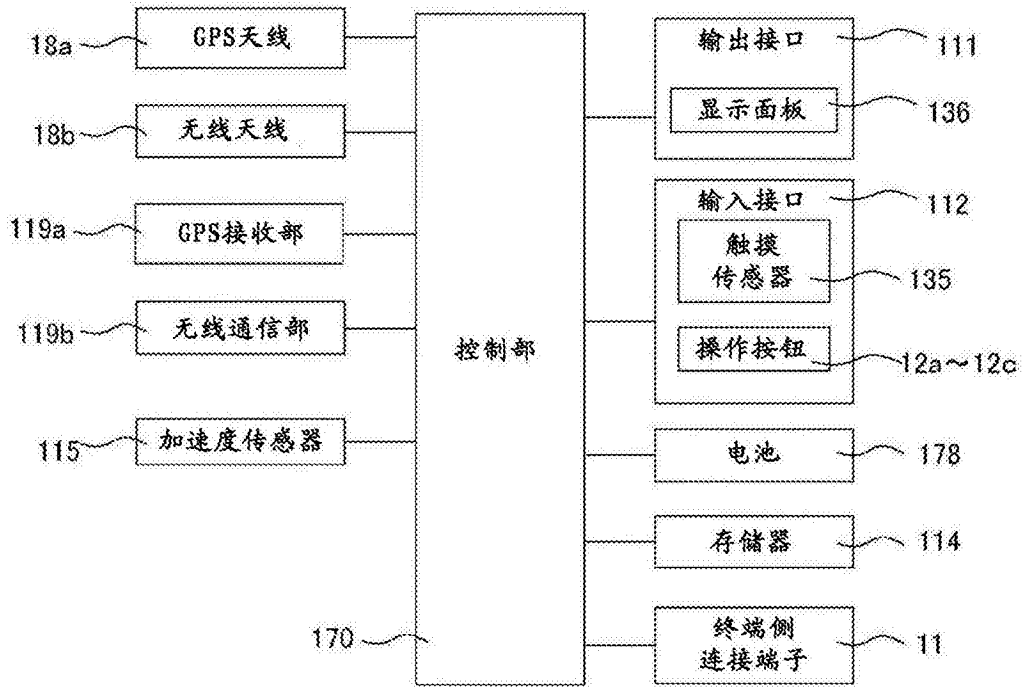 18a
GPS天线
18b
无线天线
119a
GPS接收部
119b
无线通信部
115
加速度传感器
控制部
170
输出接口
111
显示面板
136
输入接口
112
触摸
传感器
135
操作按钮
12a～12c
电池
178
存储器
114
终端侧
连接端子
11